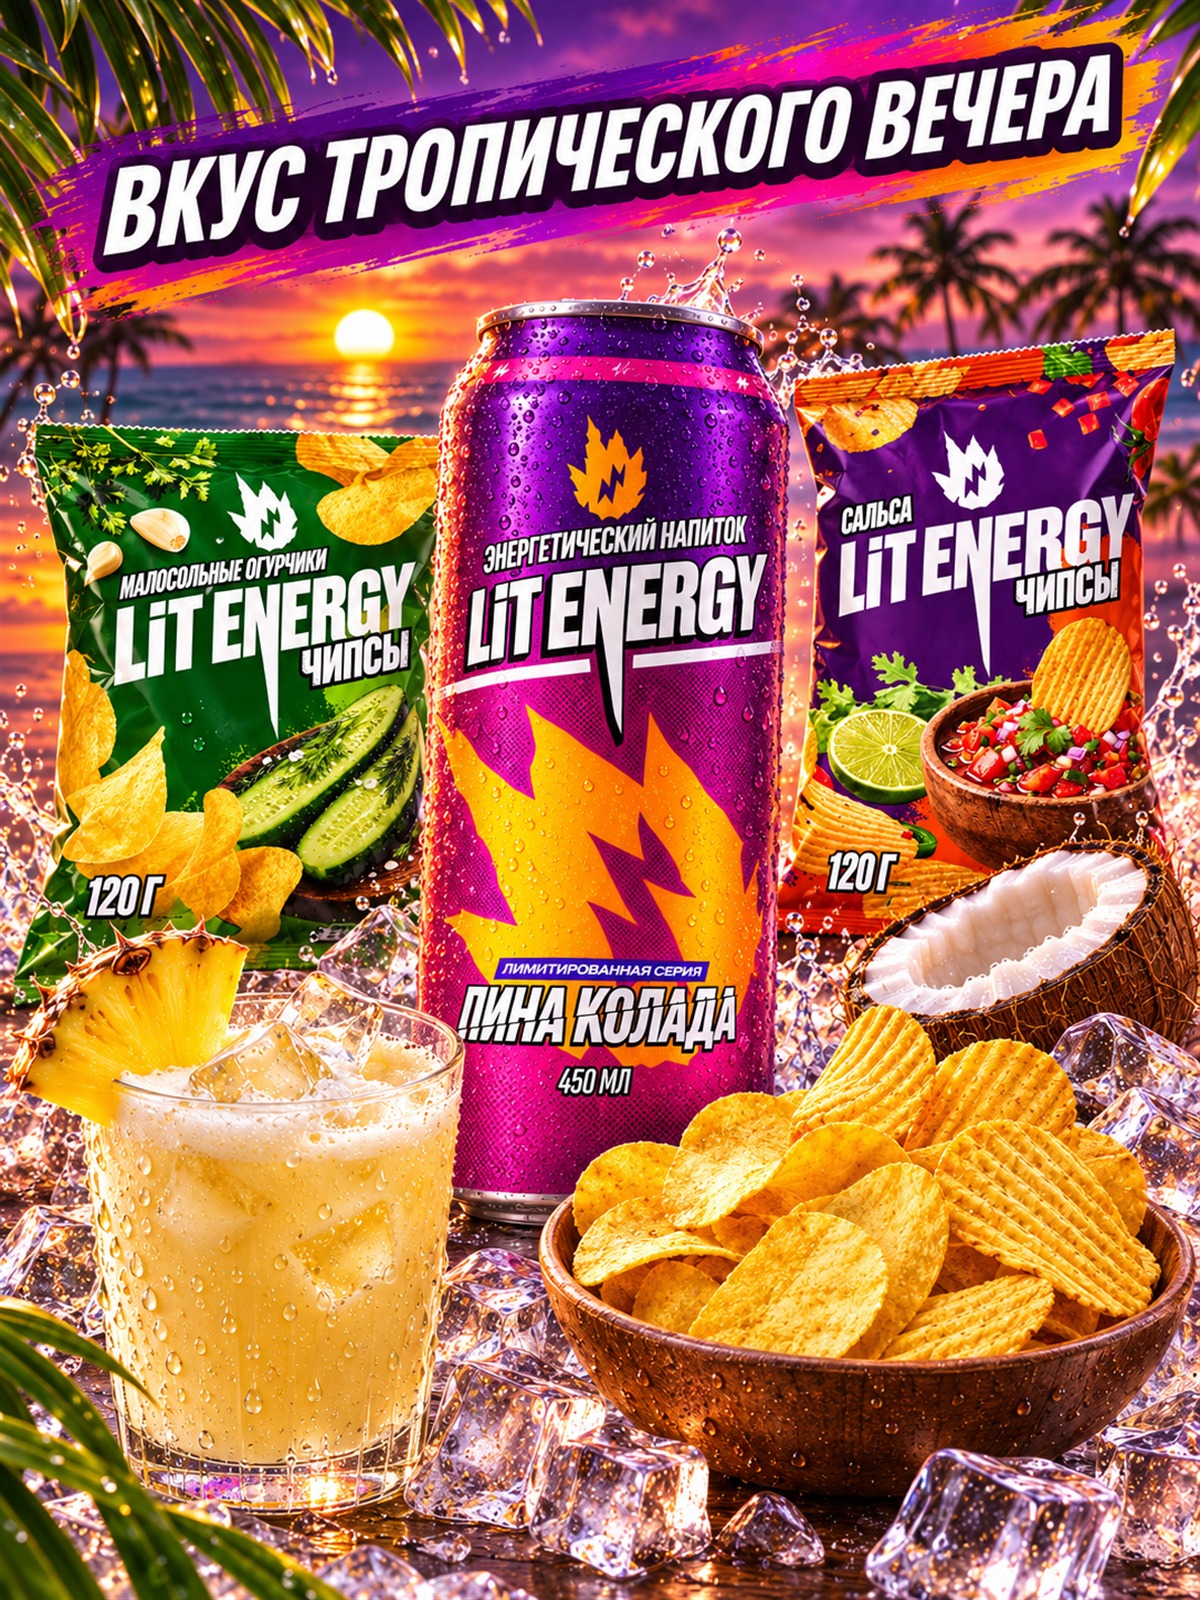 ВКУС ТРОПИЧЕСКОГО ВЕЧЕРА
МАЛОСОЛЬНЫЕ ОГУРЧИКИ
LiT ENERGY
ЧИПСЫ
120 Г
ЭНЕРГЕТИЧЕСКИЙ НАПИТОК
LiT ENERGY
ЛИМИТИРОВАННАЯ СЕРИЯ
ПИНА КОЛАДА
450 МЛ
САЛЬСА
LiT ENERGY
ЧИПСЫ
120 Г